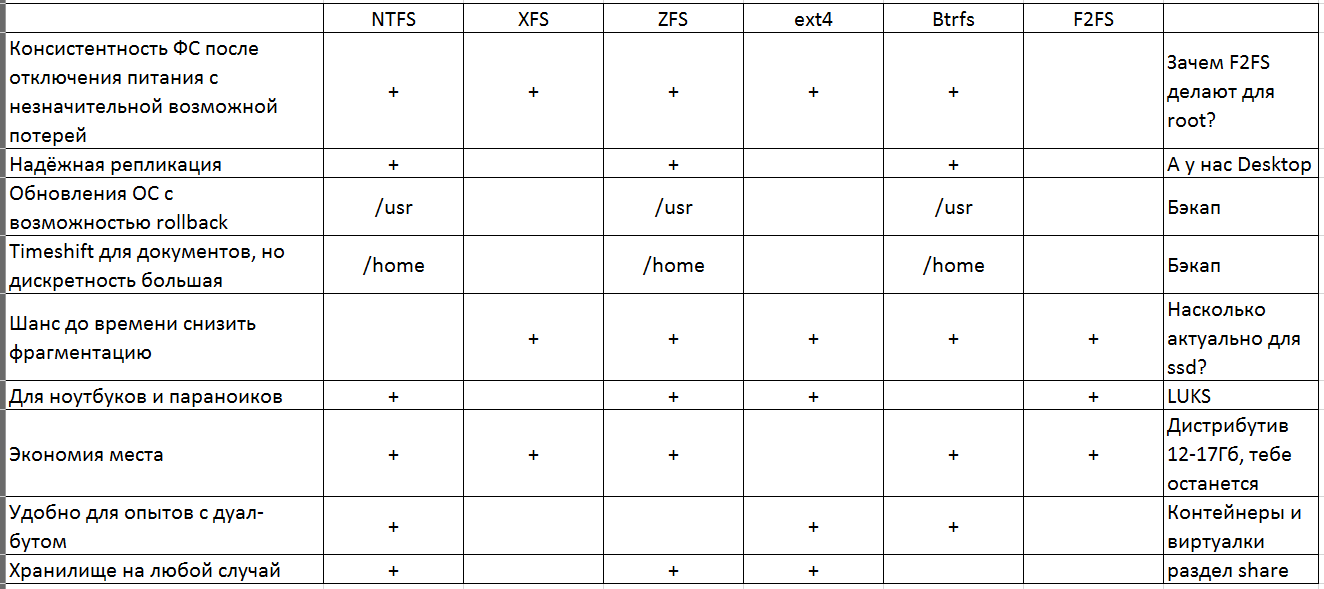 NTFS XFS ZFS ext4 Btrfs F2FS
Консистентность ФС после
отключения питания с
незначительной возможной
потерей
+ + + + +
Зачем F2FS
делают для
root?
Надёжная репликация + + + А у нас Desktop
Обновления ОС с
возможностью rollback
/usr /usr /usr Бэкап
Timeshift для документов, но
дискретность большая
/home /home /home Бэкап
Шанс до времени снизить
фрагментацию
+ + + + +
Насколько
актуально для
ssd?
Для ноутбуков и параноиков + + + + LUKS
Экономия места + + + + +
Дистрибутив
12-17Гб, тебе
останется
Удобно для опытов с дуал-
бутом
+ + +
Контейнеры и
виртуалки
Хранилище на любой случай + + + раздел share